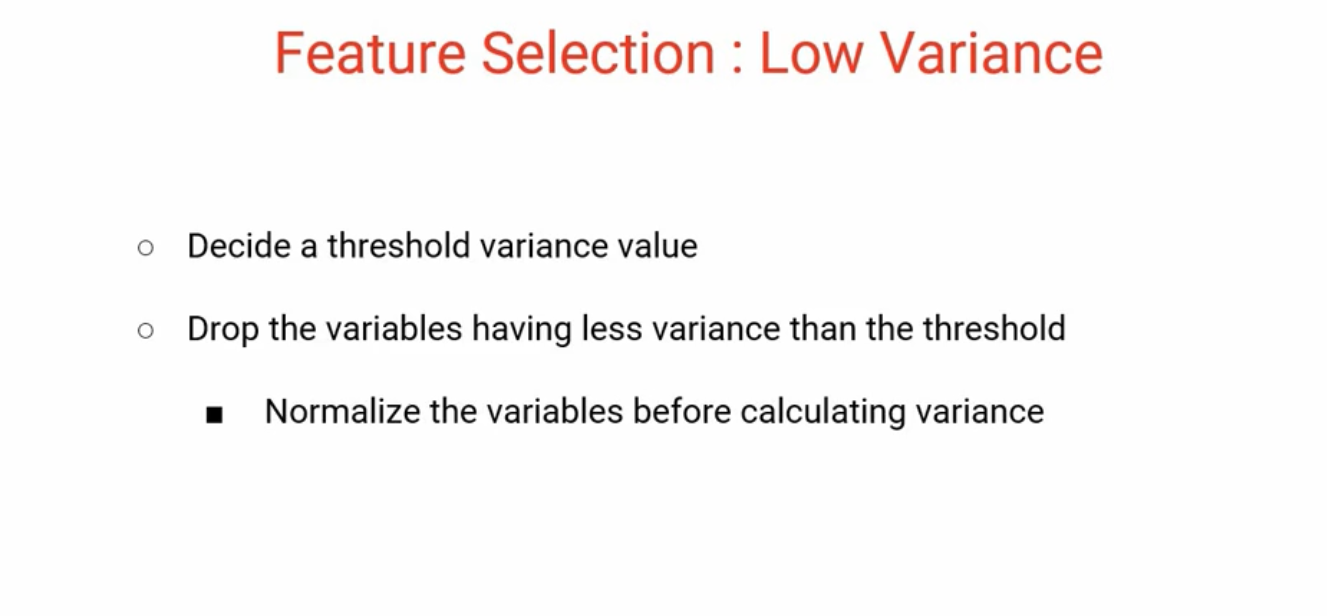 Feature Selection : Low Variance
○ Decide a threshold variance value
○ Drop the variables having less variance than the threshold
■ Normalize the variables before calculating variance